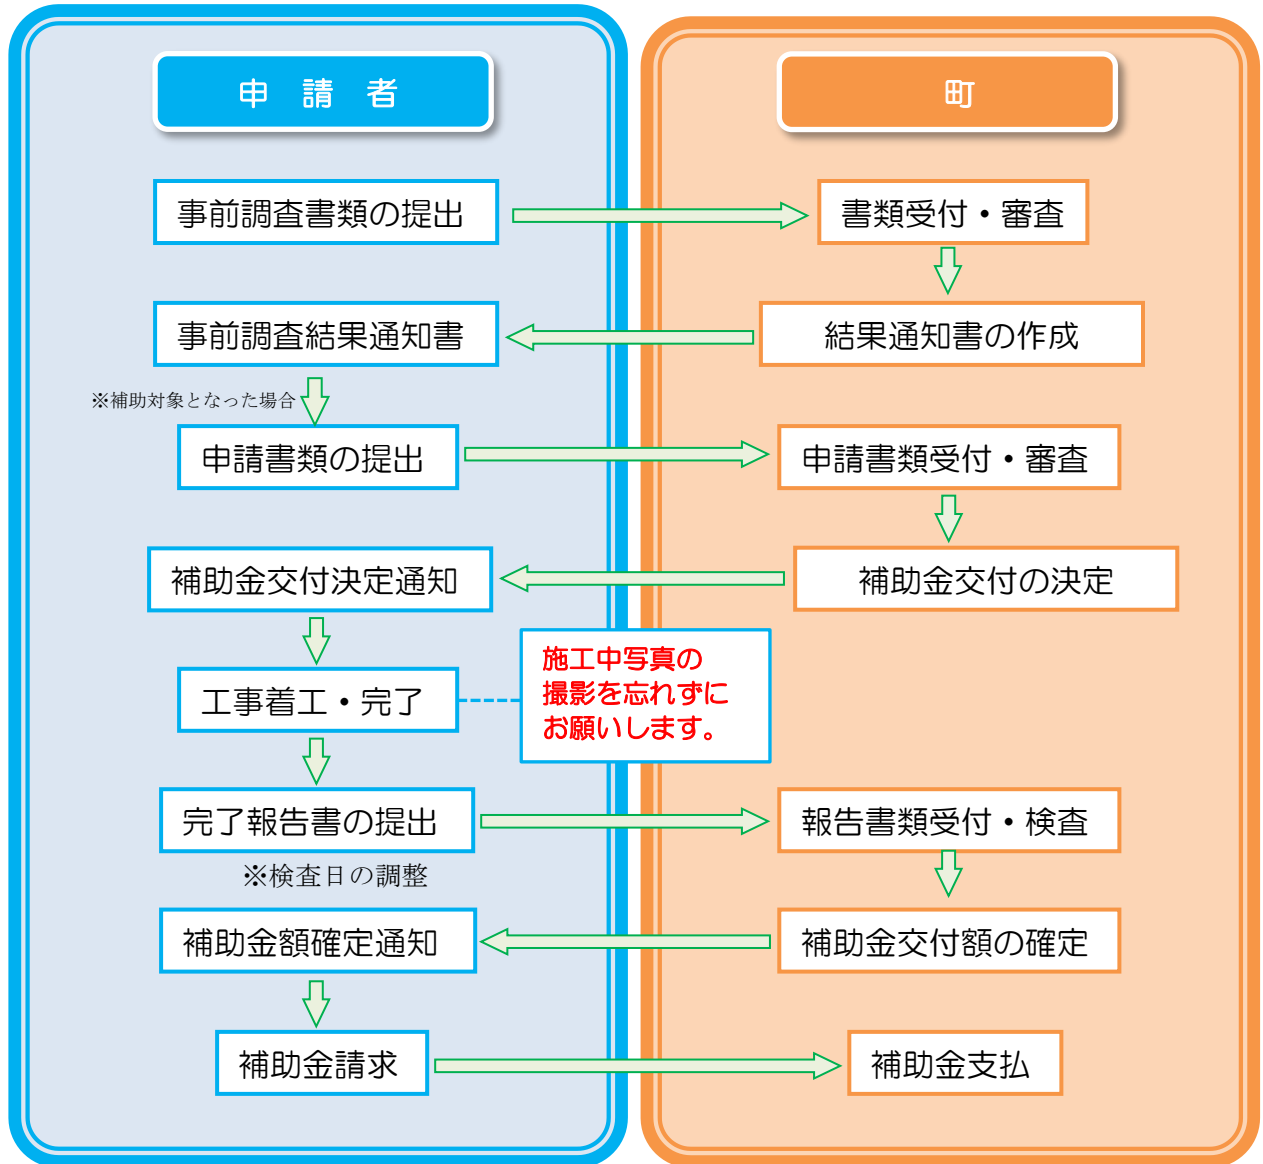 申 請 者
町
事前調査書類の提出
書類受付・審査
事前調査結果通知書
結果通知書の作成
※補助対象となった場合
申請書類の提出
申請書類受付・審査
補助金交付決定通知
補助金交付の決定
工事着工・完了
施工中写真の
撮影を忘れずに
お願いします。
完了報告書の提出
報告書類受付・検査
※検査日の調整
補助金額確定通知
補助金交付額の確定
補助金請求
補助金支払